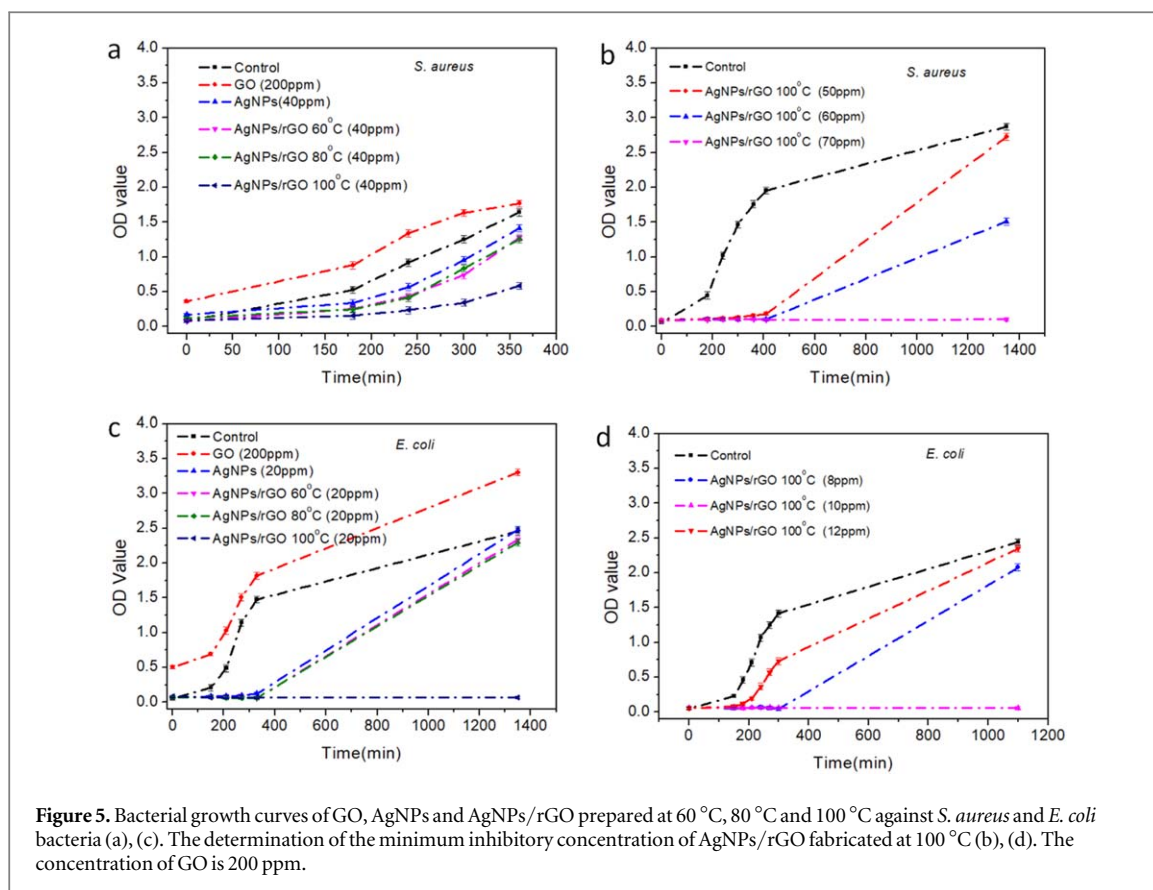 a
4.0
3.5
3.0
2.5
2.0
1.5
1.0
0.5
0.0
OD value
Control
GO (200ppm)
AgNPs(40ppm)
AgNPs/rGO 60°C (40ppm)
AgNPs/rGO 80°C (40ppm)
AgNPs/rGO 100°C (40ppm)
S. aureus
0 50 100 150 200 250 300 350 400
Time(min)
b
4.0
3.5
3.0
2.5
2.0
1.5
1.0
0.5
0.0
OD value
Control
AgNPs/rGO 100°C (50ppm)
AgNPs/rGO 100°C (60ppm)
AgNPs/rGO 100°C (70ppm)
S. aureus
0 200 400 600 800 1000 1200 1400
Time(min)
c
4.0
3.5
3.0
2.5
2.0
1.5
1.0
0.5
0.0
OD Value
Control
GO (200ppm)
AgNPs (20ppm)
AgNPs/rGO 60°C (20ppm)
AgNPs/rGO 80°C (20ppm)
AgNPs/rGO 100°C (20ppm)
E. coli
0 200 400 600 800 1000 1200 1400
Time(min)
d
4.0
3.5
3.0
2.5
2.0
1.5
1.0
0.5
0.0
OD value
Control
AgNPs/rGO 100°C (8ppm)
AgNPs/rGO 100°C (10ppm)
AgNPs/rGO 100°C (12ppm)
E. coli
0 200 400 600 800 1000 1200
Time(min)
Figure 5. Bacterial growth curves of GO, AgNPs and AgNPs/rGO prepared at 60 °C, 80 °C and 100 °C against S. aureus and E. coli
bacteria (a), (c). The determination of the minimum inhibitory concentration of AgNPs/rGO fabricated at 100 °C (b), (d). The
concentration of GO is 200 ppm.